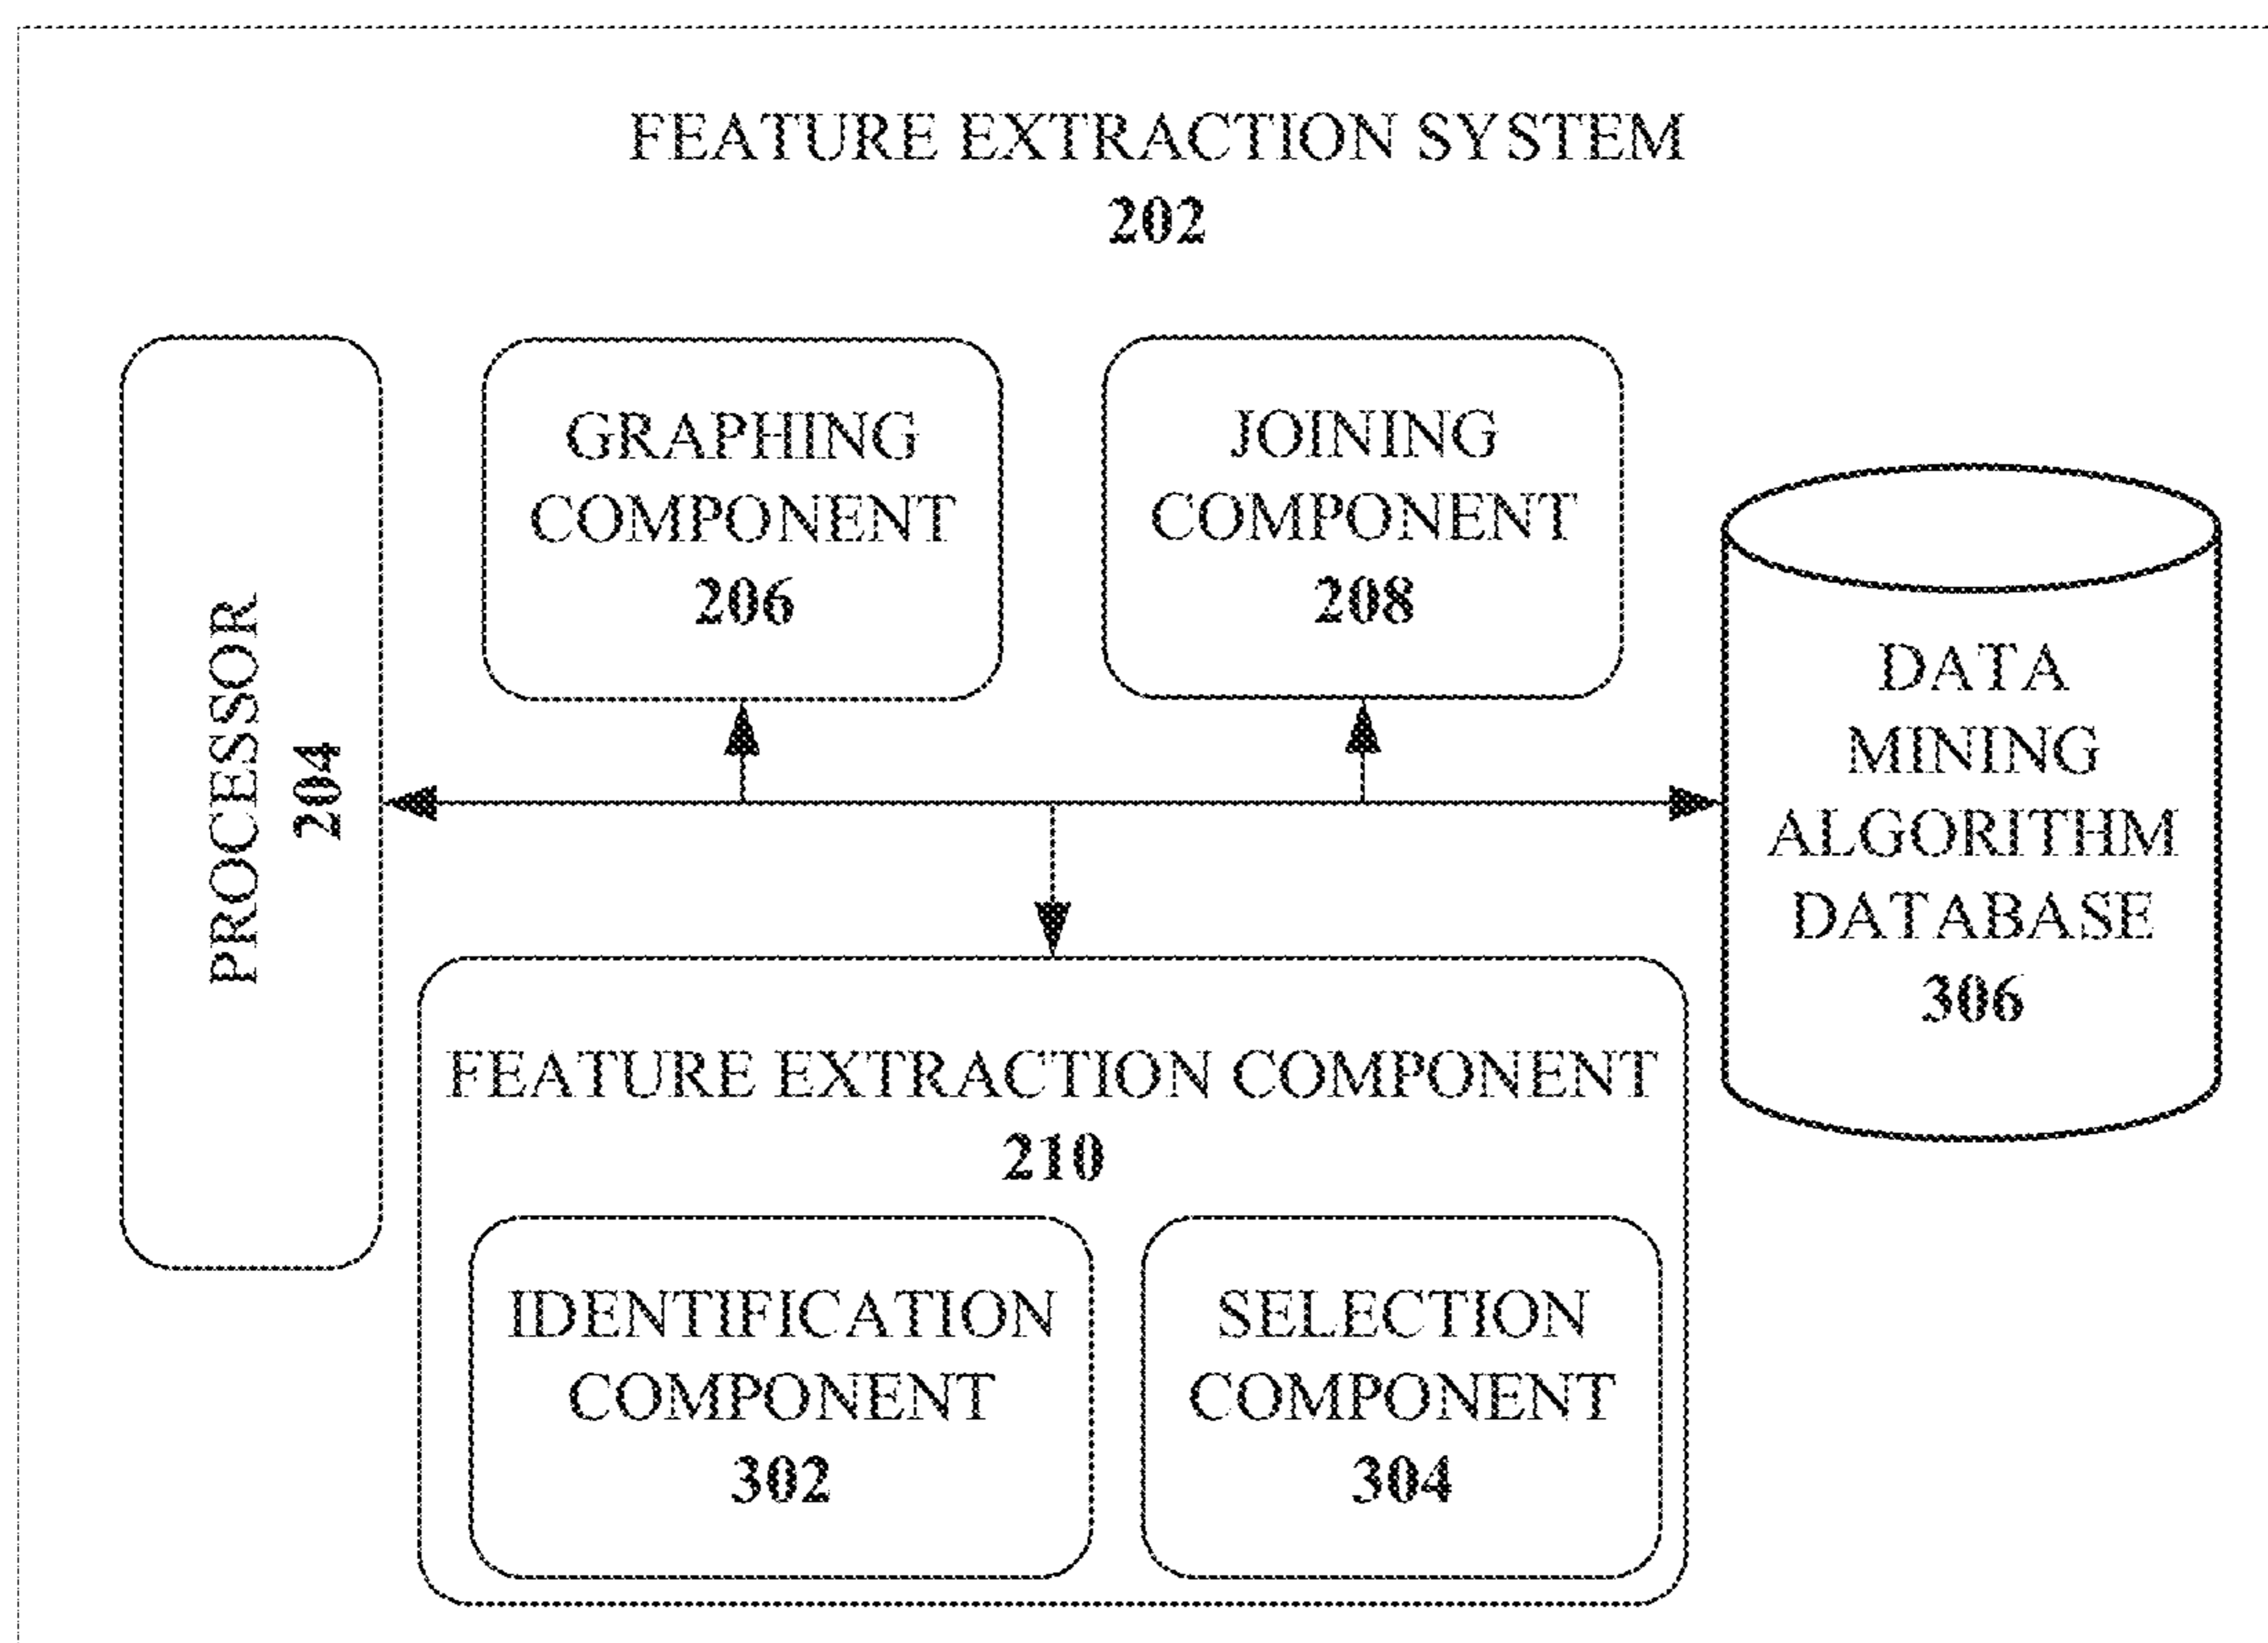 FEATURE EXTRACTION SYSTEM
202
PROCESSOR
204
GRAPHING
COMPONENT
206
JOINING
COMPONENT
208
DATA
MINING
ALGORITHM
DATABASE
306
FEATURE EXTRACTION COMPONENT
210
IDENTIFICATION
COMPONENT
302
SELECTION
COMPONENT
304